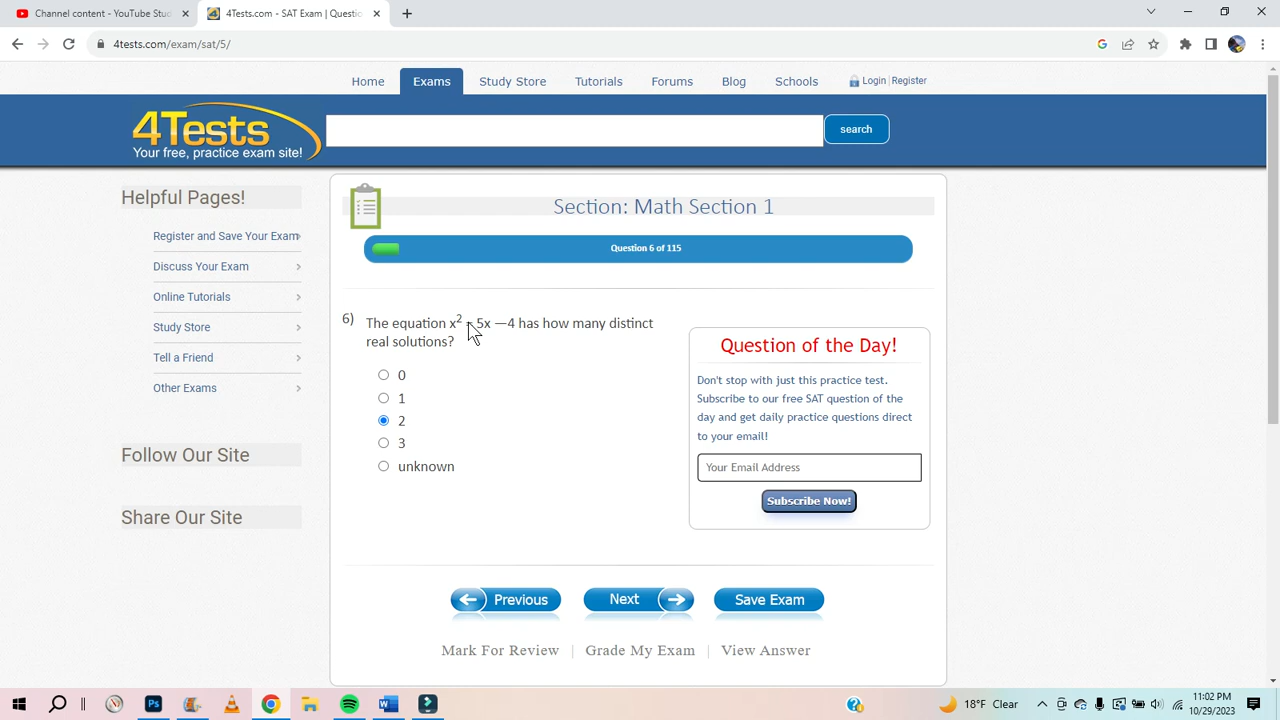 Channel content - YouTube Stud
4Tests.com - SAT Exam | Questio
4tests.com/exam/sat/5/
Home
Exams
Study Store
Tutorials
Forums
Blog
Schools
Login
Register
4Tests
Your free, practice exam site!
search
Helpful Pages!
Register and Save Your Exam
Discuss Your Exam
Online Tutorials
Study Store
Tell a Friend
Other Exams
Follow Our Site
Share Our Site
Section: Math Section 1
Question 6 of 115
6) The equation x² = 5x —4 has how many distinct
real solutions?
0
1
2
3
unknown
Question of the Day!
Don't stop with just this practice test.
Subscribe to our free SAT question of the
day and get daily practice questions direct
to your email!
Your Email Address
Subscribe Now!
Previous
Next
Save Exam
Mark For Review | Grade My Exam | View Answer
18°F Clear
11:02 PM
10/29/2023